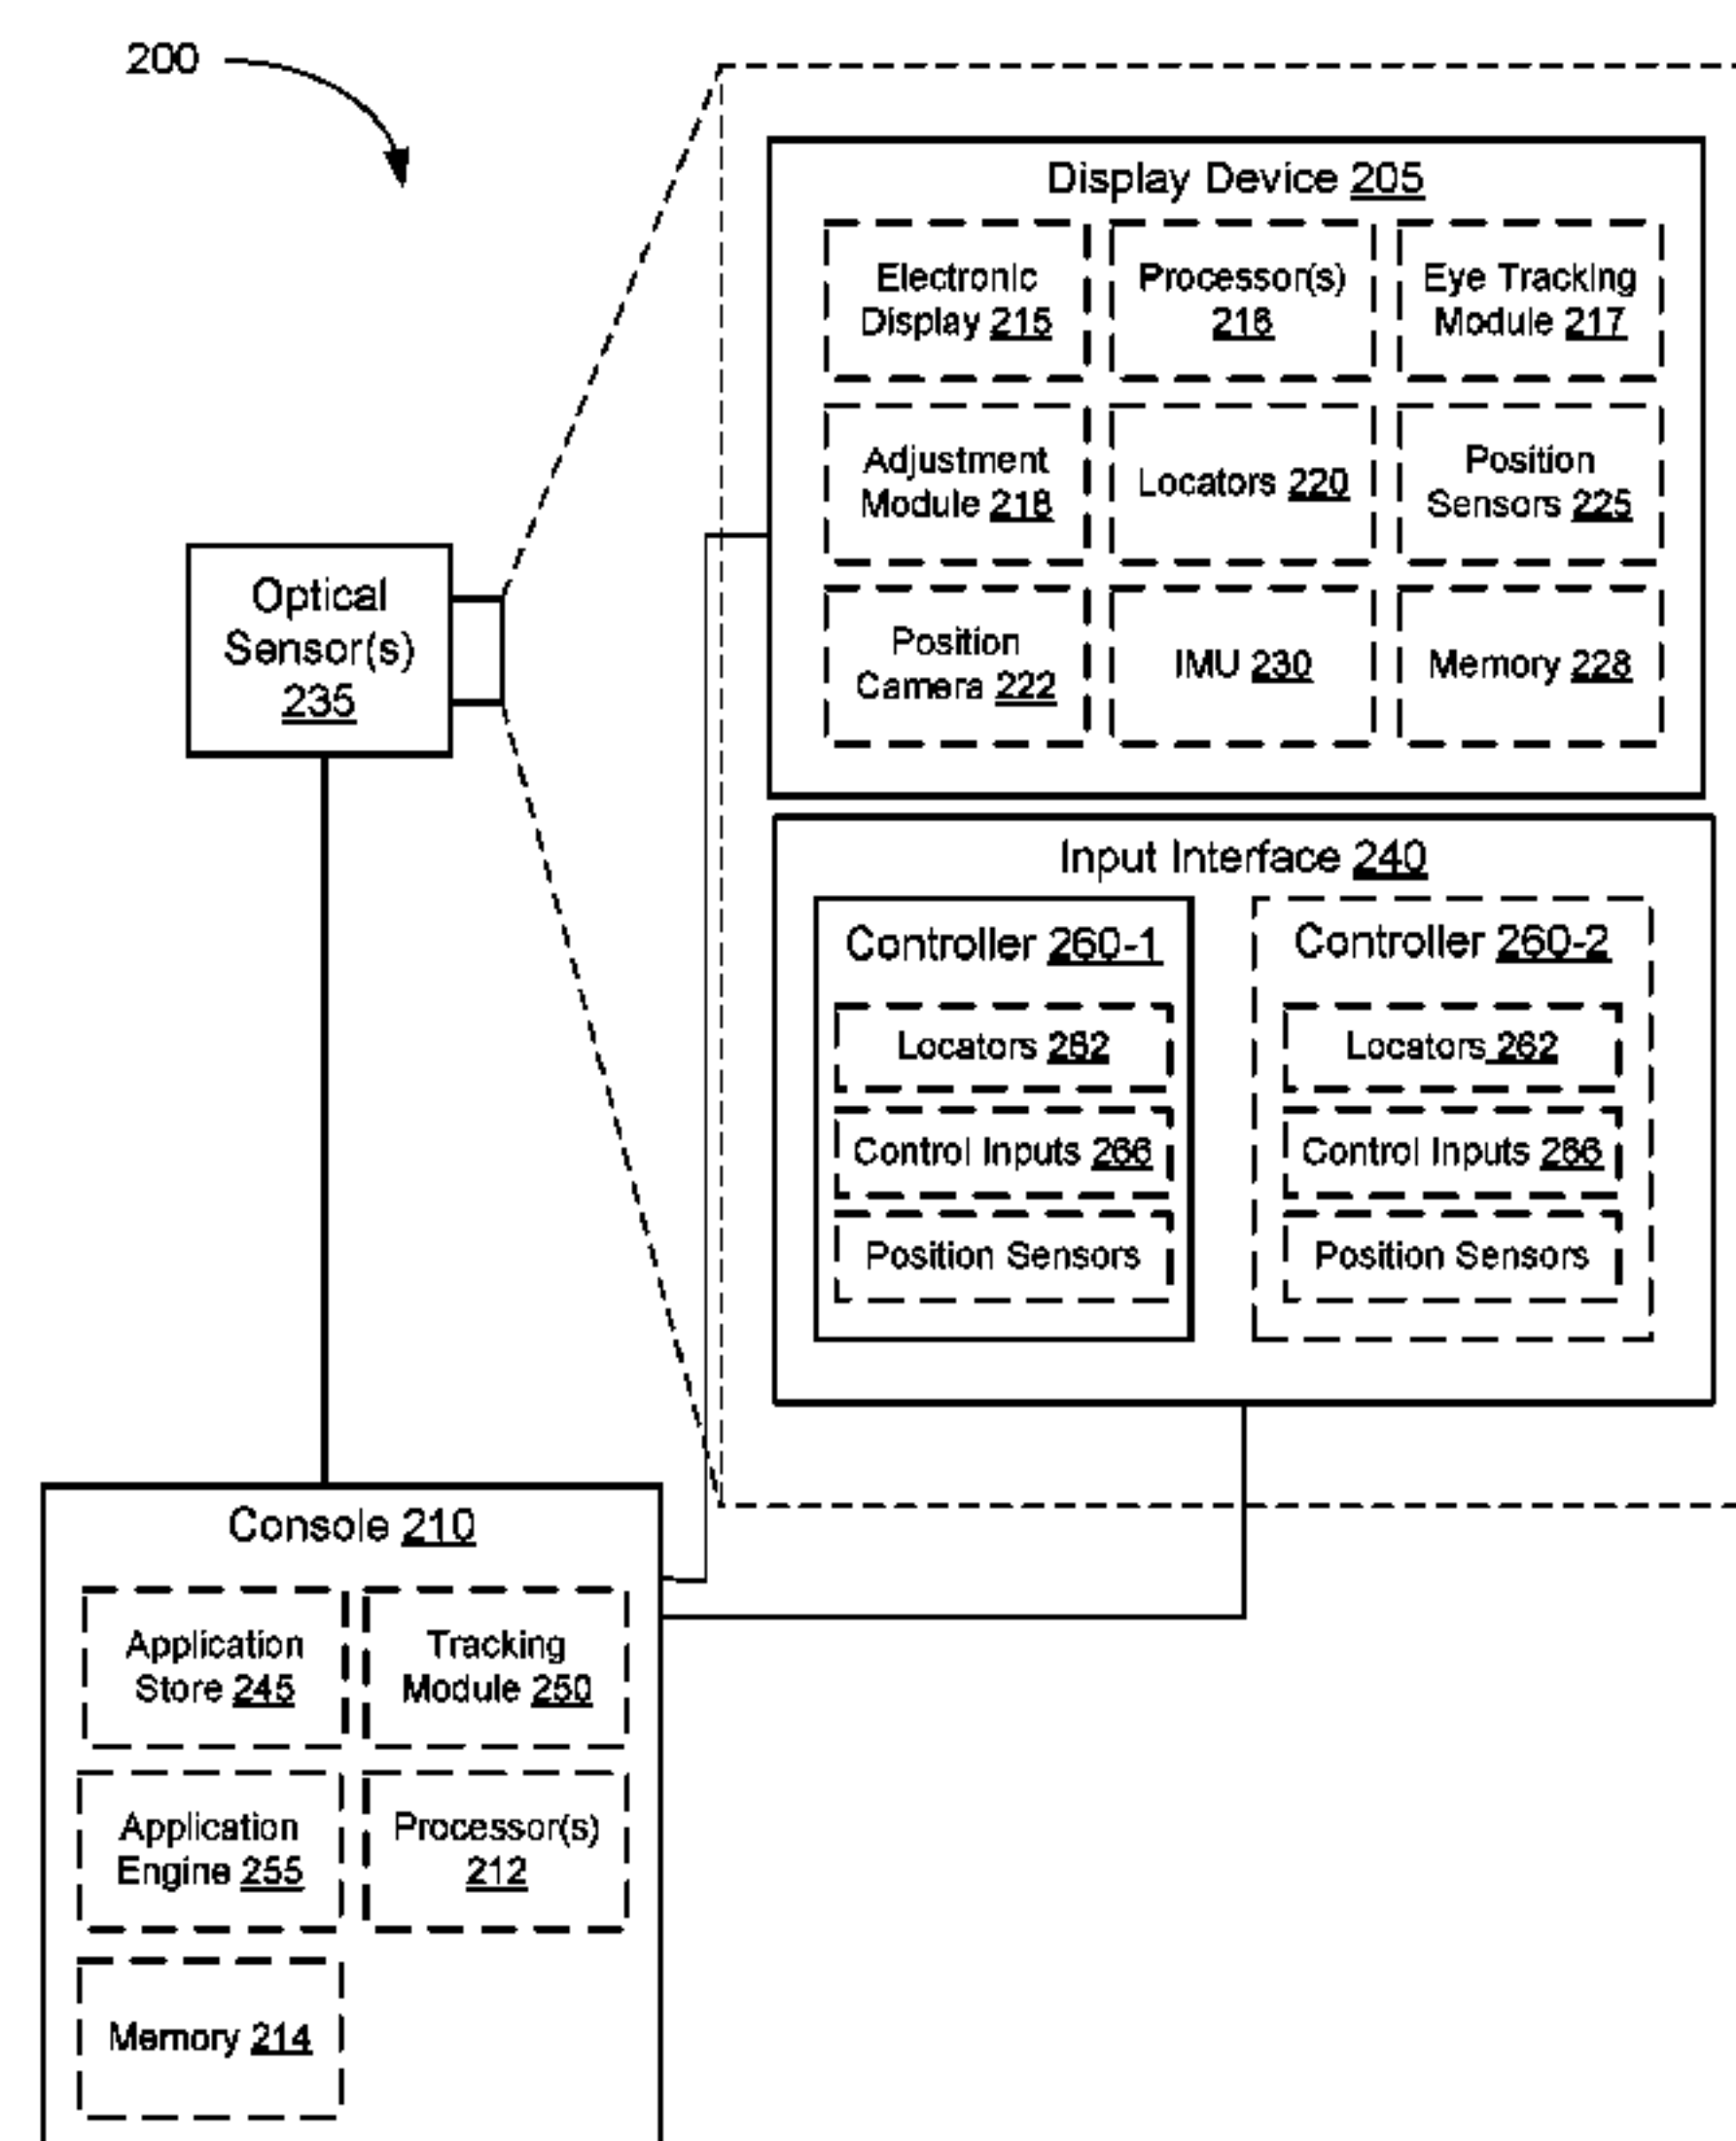 200
Display Device 205
Electronic
Display 215
Processor(s)
216
Eye Tracking
Module 217
Adjustment
Module 218
Locators 220
Position
Sensors 225
Position
Camera 222
IMU 230
Memory 228
Optical
Sensor(s)
235
Input Interface 240
Controller 260-1
Locators 262
Control Inputs 266
Position Sensors
Controller 260-2
Locators 262
Control Inputs 266
Position Sensors
Console 210
Application
Store 245
Tracking
Module 250
Application
Engine 255
Processor(s)
212
Memory 214